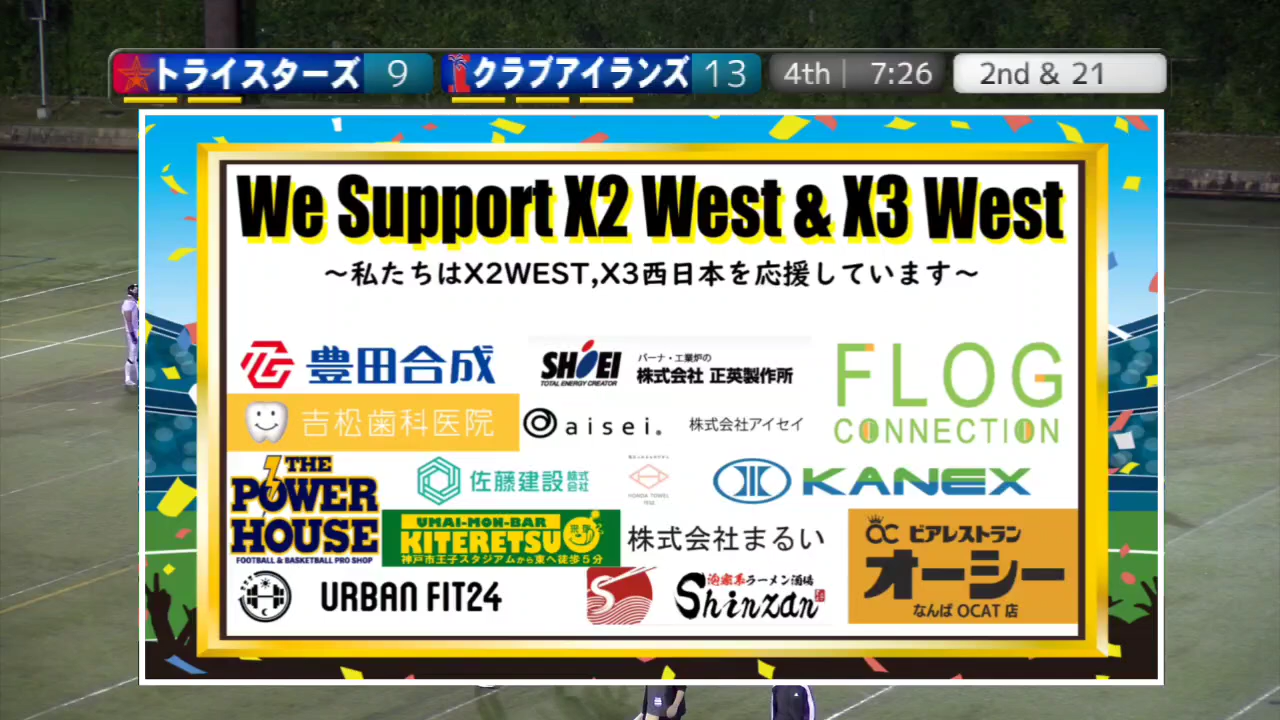 トライスターズ 9 クラブアイランズ 13 4th 7:26 2nd & 21
We Support X2 West & X3 West
～私たちはX2WEST,X3西日本を応援しています～
豊田合成
SHOEI
TOTAL ENERGY CREATOR
バーナ・工業炉の
株式会社 正英製作所
FLOG
CONNECTION
吉松歯科医院
aisei.
株式会社アイセイ
THE
POWER
HOUSE
FOOTBALL & BASKETBALL PRO SHOP
佐藤建設株式会社
HONDA TOWEL
KANEX
UMAI-MON-BAR
KITERETSU
神戸市王子スタジアムから東へ徒歩5分
株式会社まるい
OC ビアレストラン
オーシー
なんば OCAT 店
URBAN FIT24
泡家系ラーメン酒場
Shinzan